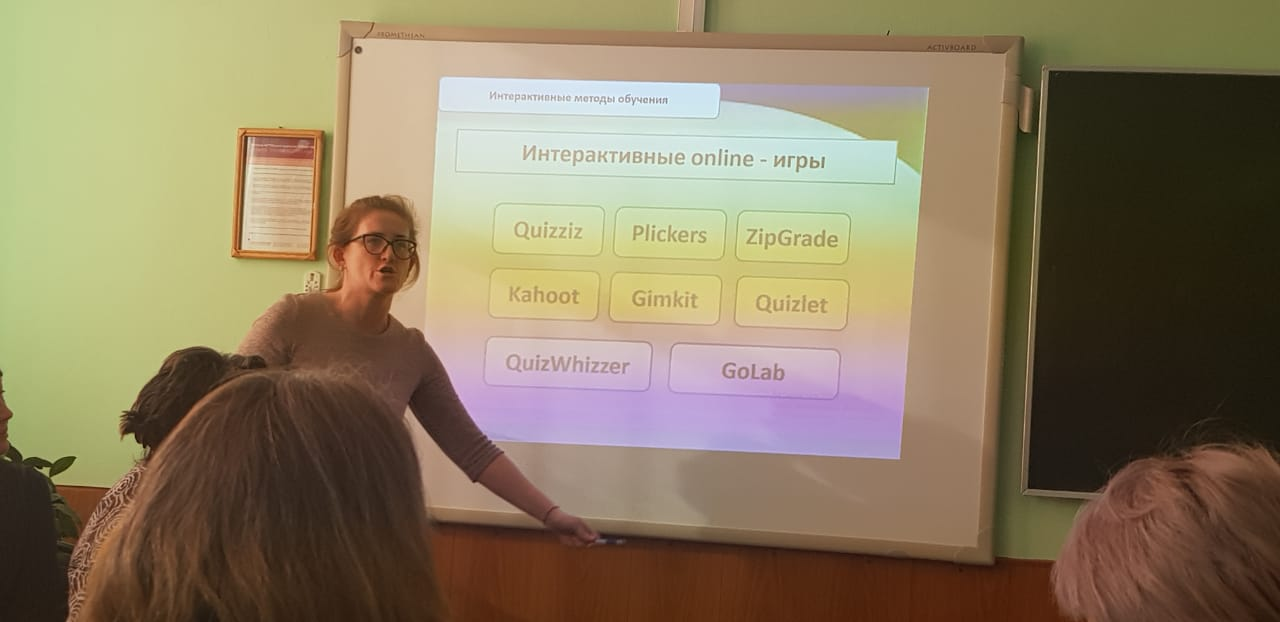 PROMETHEAN
ACTIVBOARD
Интерактивные методы обучения
Интерактивные online - игры
Quizziz
Plickers
ZipGrade
Kahoot
Gimkit
Quizlet
QuizWhizzer
GoLab